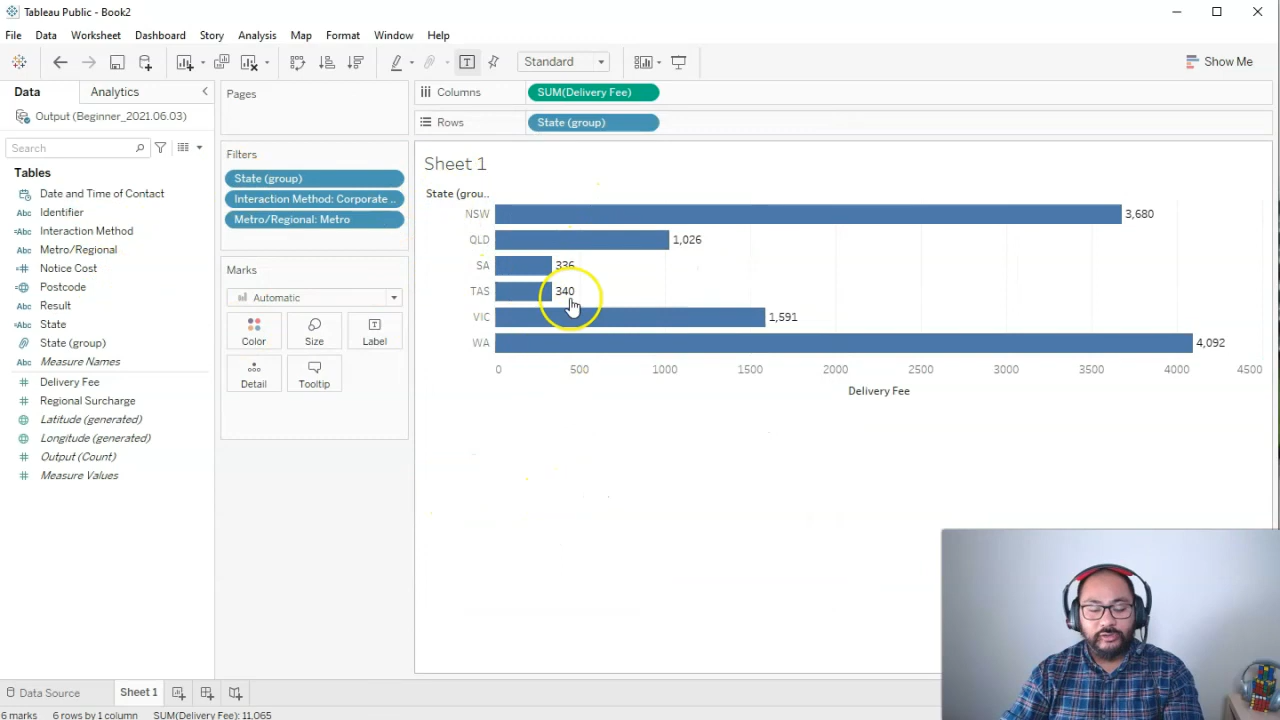 Tableau Public - Book2
File Data Worksheet Dashboard Story Analysis Map Format Window Help
Standard
Show Me
Data Analytics
Output (Beginner_2021.06.03)
Search
Tables
Date and Time of Contact
Abc Identifier
=Abc Interaction Method
Abc Metro/Regional
Notice Cost
Postcode
Abc Result
=Abc State
State (group)
Abc Measure Names
Delivery Fee
Regional Surcharge
Latitude (generated)
Longitude (generated)
Output (Count)
Measure Values
Pages
Filters
State (group)
Interaction Method: Corporate ..
Metro/Regional: Metro
Marks
Automatic
Color Size Label
Detail Tooltip
Columns SUM(Delivery Fee)
Rows State (group)
Sheet 1
State (grou..
NSW 3,680
QLD 1,026
SA 336
TAS 340
VIC 1,591
WA 4,092
0 500 1000 1500 2000 2500 3000 3500 4000 4500
Delivery Fee
Data Source Sheet 1
6 marks 6 rows by 1 column SUM(Delivery Fee): 11,065